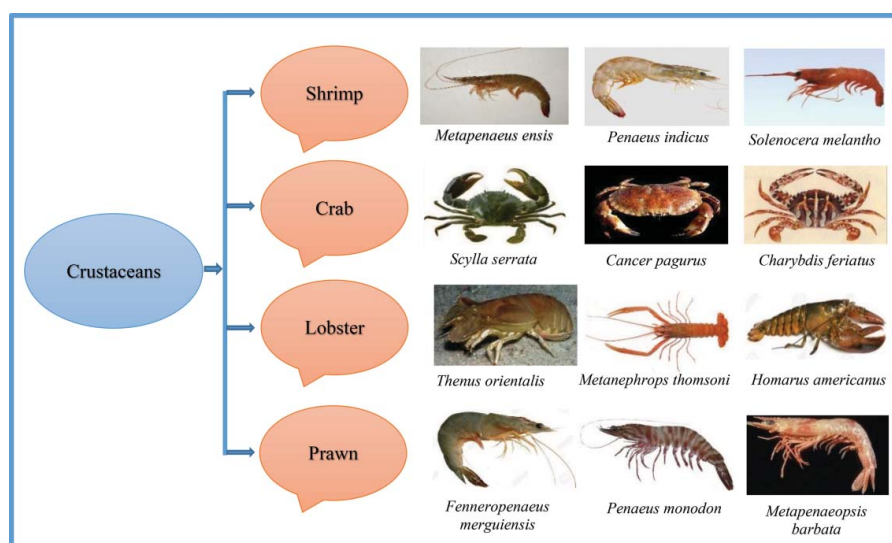 Crustaceans
Shrimp
Metapenaeus ensis
Penaeus indicus
Solenocera melantho
Crab
Scylla serrata
Cancer pagurus
Charybdis feriatus
Lobster
Thenus orientalis
Metanephrops thomsoni
Homarus americanus
Prawn
Fenneropenaeus
merguiensis
Penaeus monodon
Metapenaeopsis
barbata